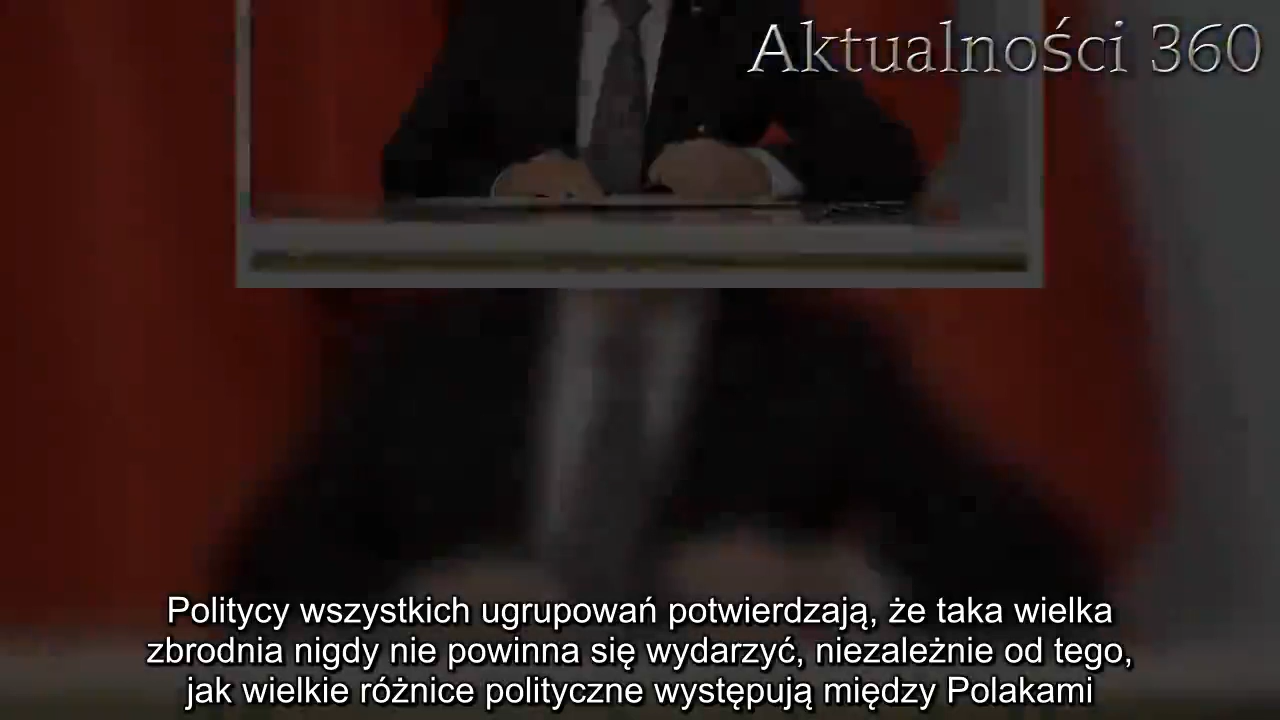 Aktualności 360
Politycy wszystkich ugrupowań potwierdzają, że taka wielka
zbrodnia nigdy nie powinna się wydarzyć, niezależnie od tego,
jak wielkie różnice polityczne występują między Polakami